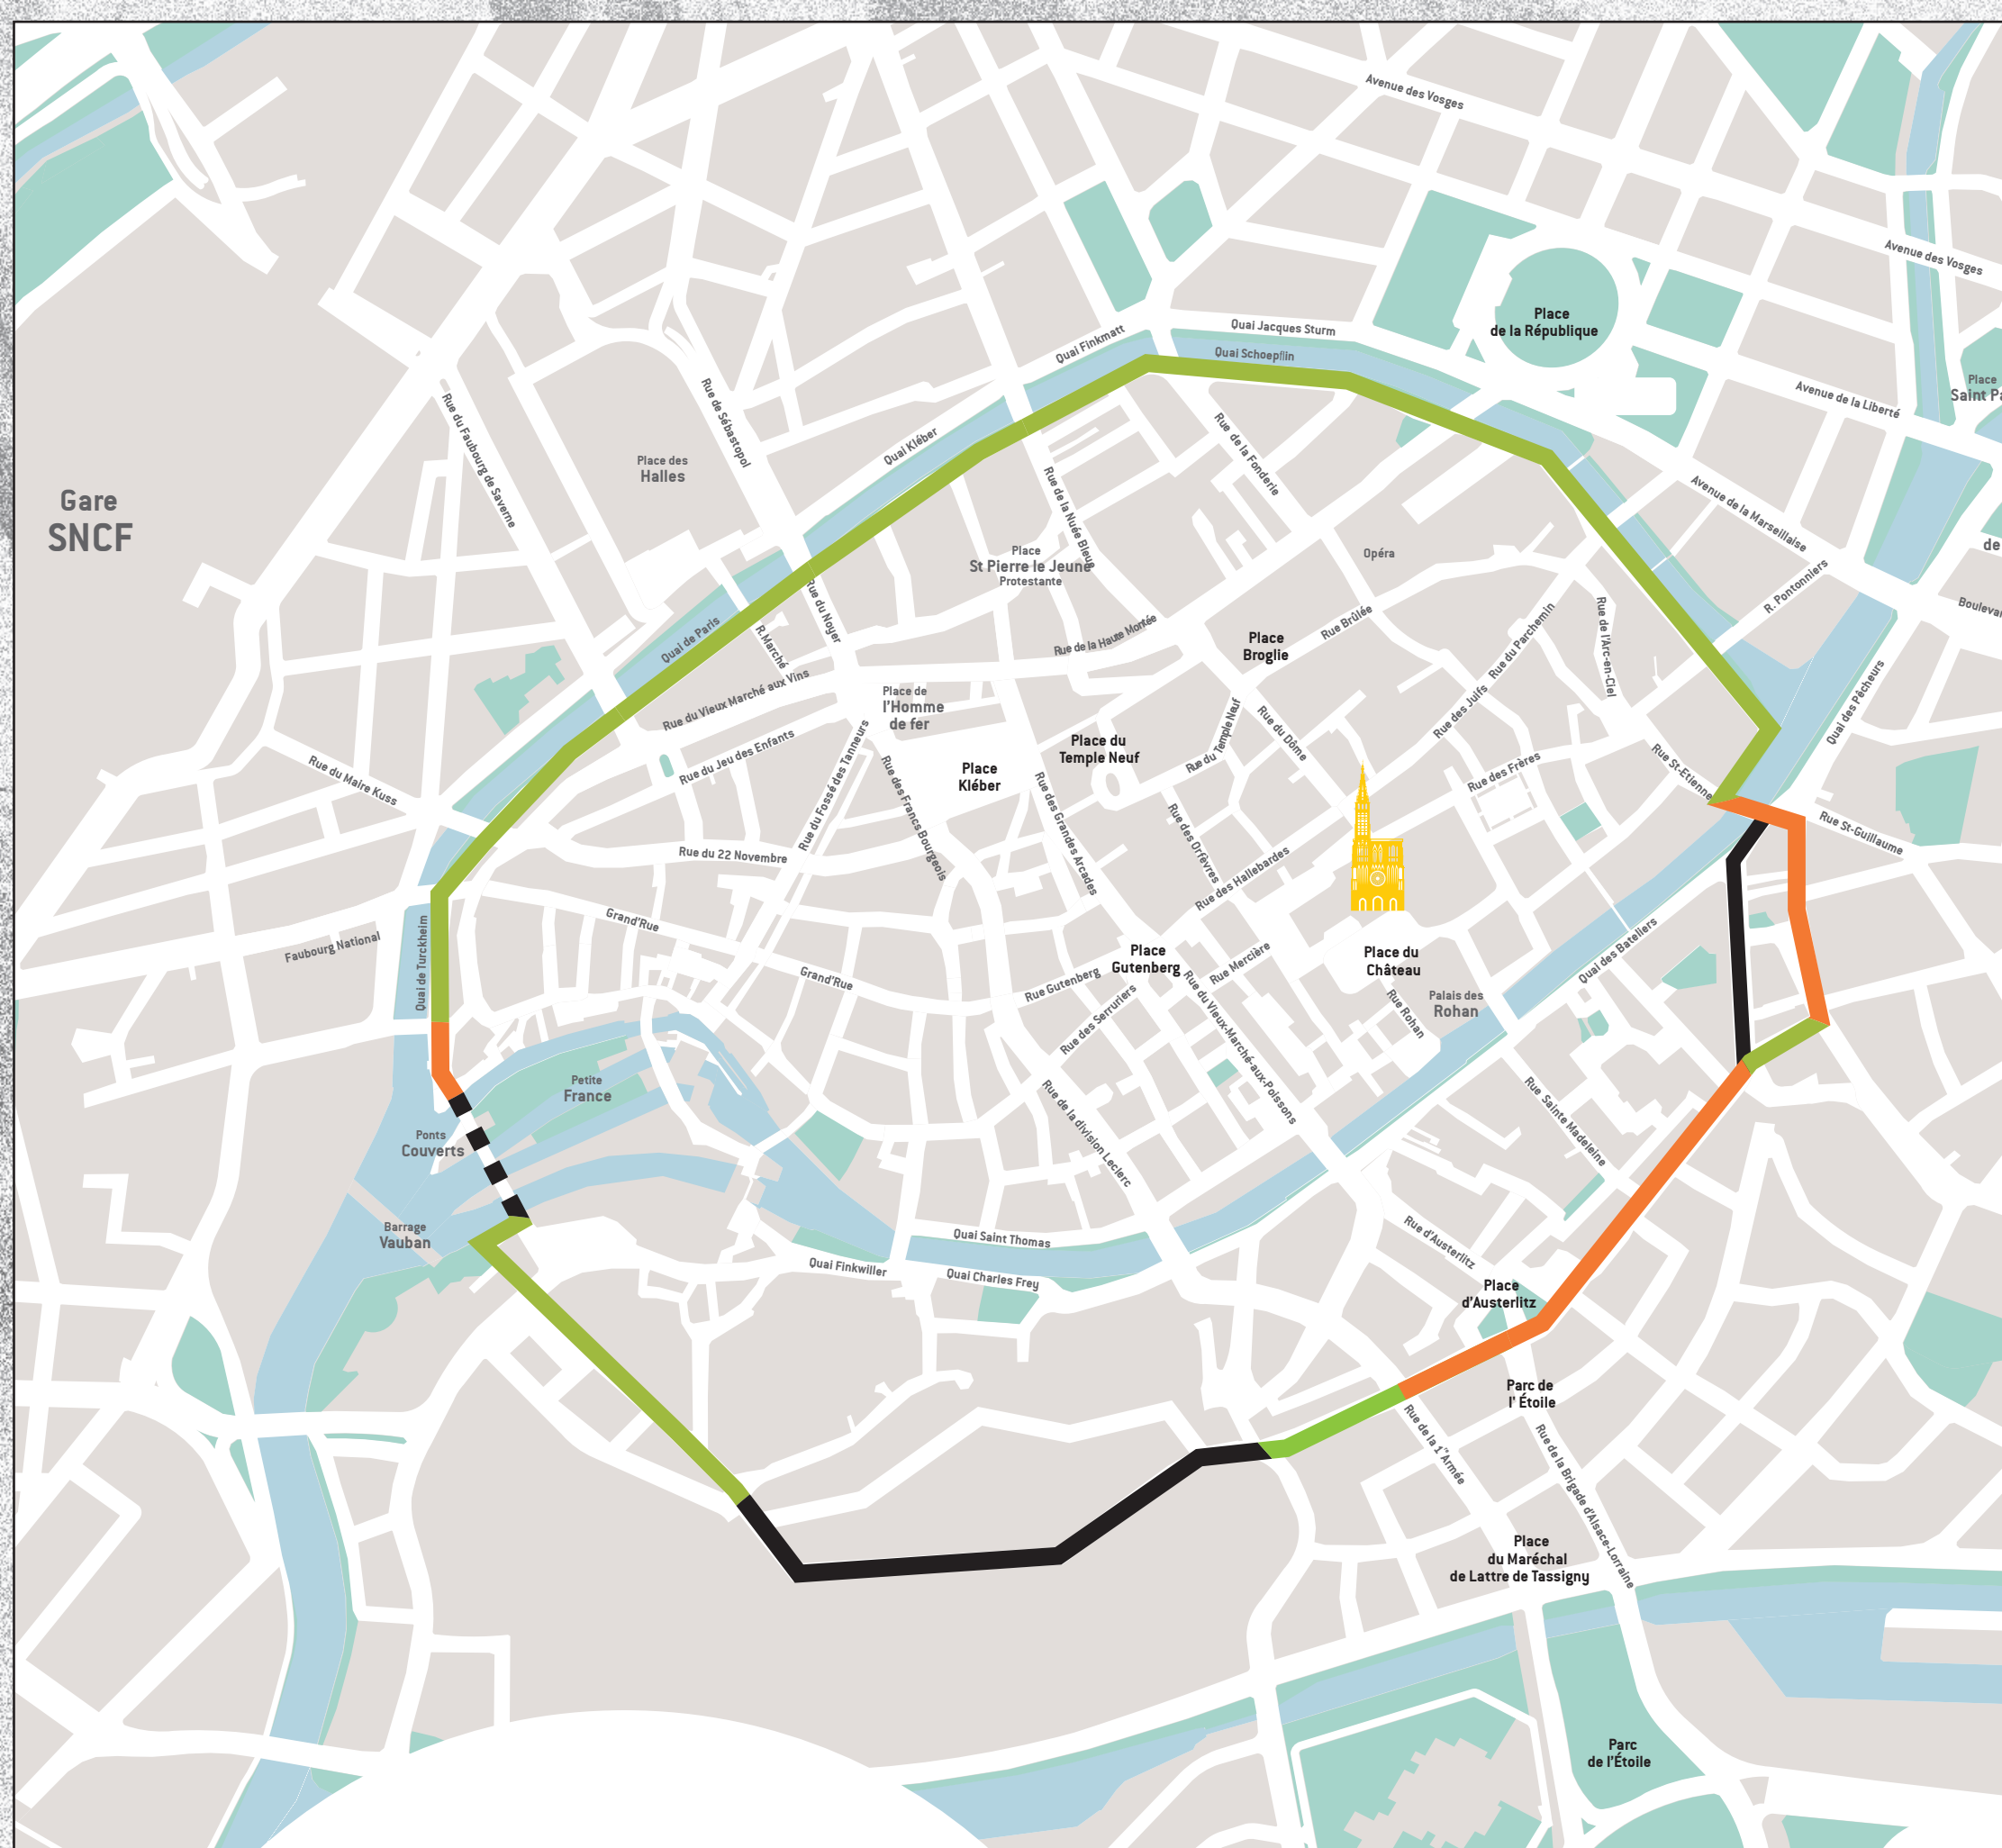 Avenue des Vosges
Avenue des Vosges
Place
de la République
Quai Jacques Sturm
Quai Schoepflin
Quai Finkmatt
Avenue de la Liberté
Place
Rue du Faubourg de Saverne
Rue de Sébastopol
Quai Kléber
Rue de la Fonderie
Place des
Halles
Gare
SNCF
Rue de la Nuée Bleue
Avenue de la Marseillaise
Place
St Pierre le Jeune
Protestante
Opéra
de
R. Pontonniers
Rue du Noyer
Quai de Paris
R.Marché
Rue de la Haute Montée
Place
Broglie
Rue Brûlée
Rue du Parchemin
Rue de l'Arc-en-Ciel
Rue du Vieux Marché aux Vins
Place de
l'Homme
de fer
Rue du Jeu des Enfants
Rue du Fossé des Tanneurs
Place du
Temple Neuf
Rue du Temple Neuf
Rue du Dôme
Rue des Juifs
Quai des Pêcheurs
Rue du Maire Kuss
Place
Kléber
Rue des Francs Bourgeois
Rue des Grandes Arcades
Rue des Frères
Rue St-Etienne
Rue St-Guillaume
Rue du 22 Novembre
Rue des Orfèvres
Rue des Hallebardes
Grand'Rue
Faubourg National
Quai de Turckheim
Grand'Rue
Rue Gutenberg
Place
Gutenberg
Rue Mercière
Place du
Château
Quai des Bateliers
Rue des Serruriers
Rue du Vieux-Marché-aux-Poissons
Rue Rohan
Palais des
Rohan
Petite
France
Rue de la division Leclerc
Rue Sainte Madeleine
Ponts
Couverts
Barrage
Vauban
Quai Saint Thomas
Quai Finkwiller
Quai Charles Frey
Rue d'Austerlitz
Place
d'Austerlitz
Parc de
l' Étoile
Rue de la 1re Armée
Rue de la Brigade d'Alsace-Lorraine
Place
du Maréchal
de Lattre de Tassigny
Parc
de l'Étoile